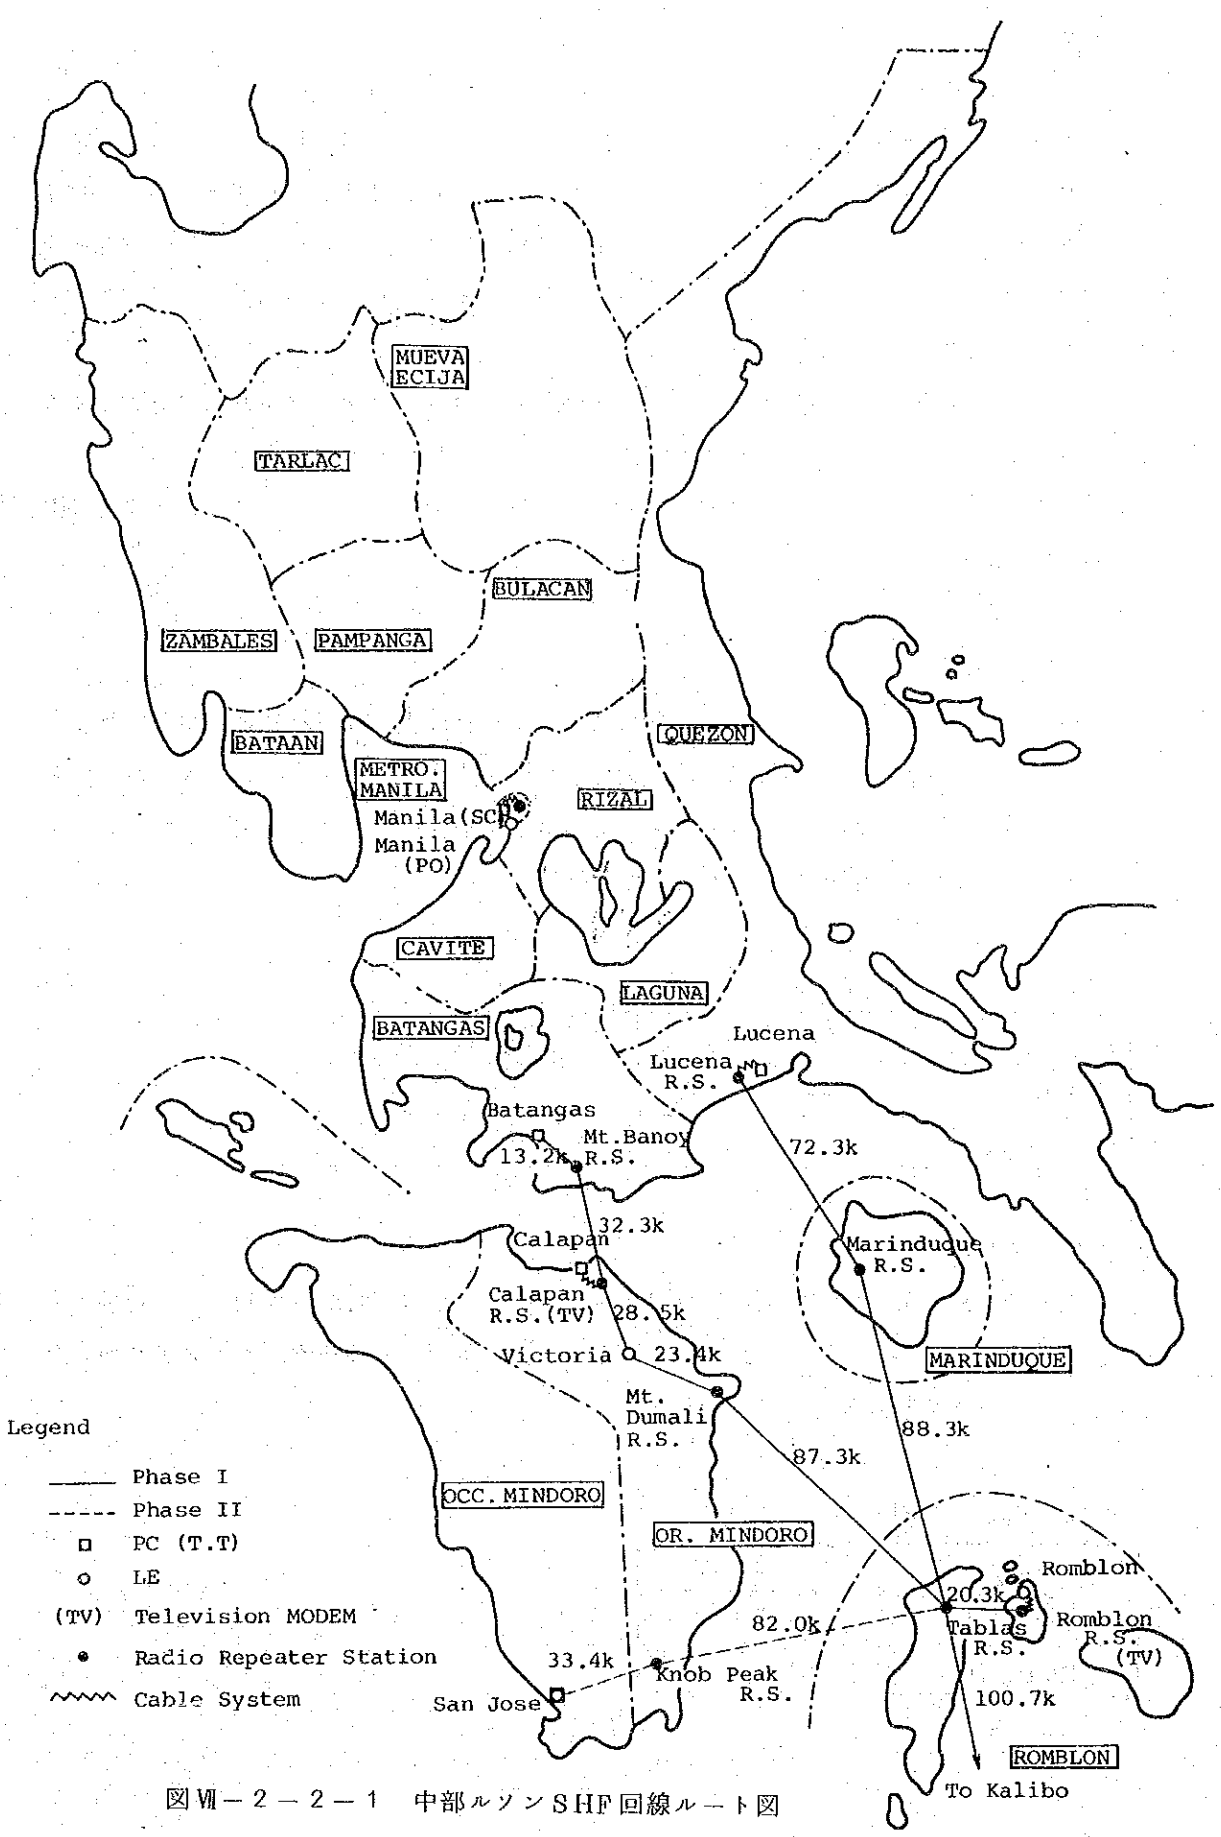 MUEVA
ECIJA
TARLAC
BULACAN
ZAMBALES
PAMPANGA
QUEZON
BATAAN
METRO.
MANILA
RIZAL
Manila(SC)
Manila
(PO)
CAVITE
LAGUNA
BATANGAS
Lucena
Lucena
R.S.
Batangas
Mt.Banoy
R.S.
13.2k
72.3k
32.3k
Calapan
Marinduque
R.S.
Calapan
R.S.(TV)
28.5k
Victoria
23.4k
MARINDUQUE
Mt.
Dumali
R.S.
88.3k
87.3k
Legend
Phase I
Phase II
PC (T.T)
LE
(TV) Television MODEM
Radio Repeater Station
Cable System
OCC. MINDORO
OR. MINDORO
Romblon
20.3k
82.0k
Tablas
R.S.
Romblon
R.S.
(TV)
33.4k
Knob Peak
R.S.
San Jose
100.7k
ROMBLON
To Kalibo
図Ⅶ-2-2-1 中部ルソンSHF回線ルート図